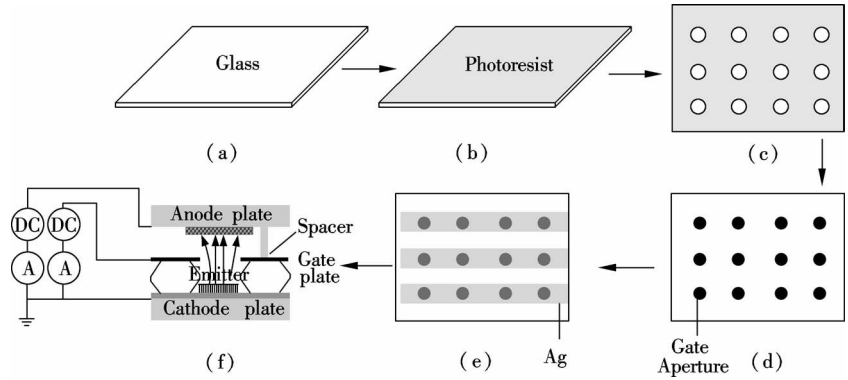 Glass
(a)
Photoresist
(b)
(c)
DC
DC
A
A
Anode plate
Spacer
Gate
plate
Emitter
Cathode plate
(f)
Ag
(e)
Gate
Aperture
(d)